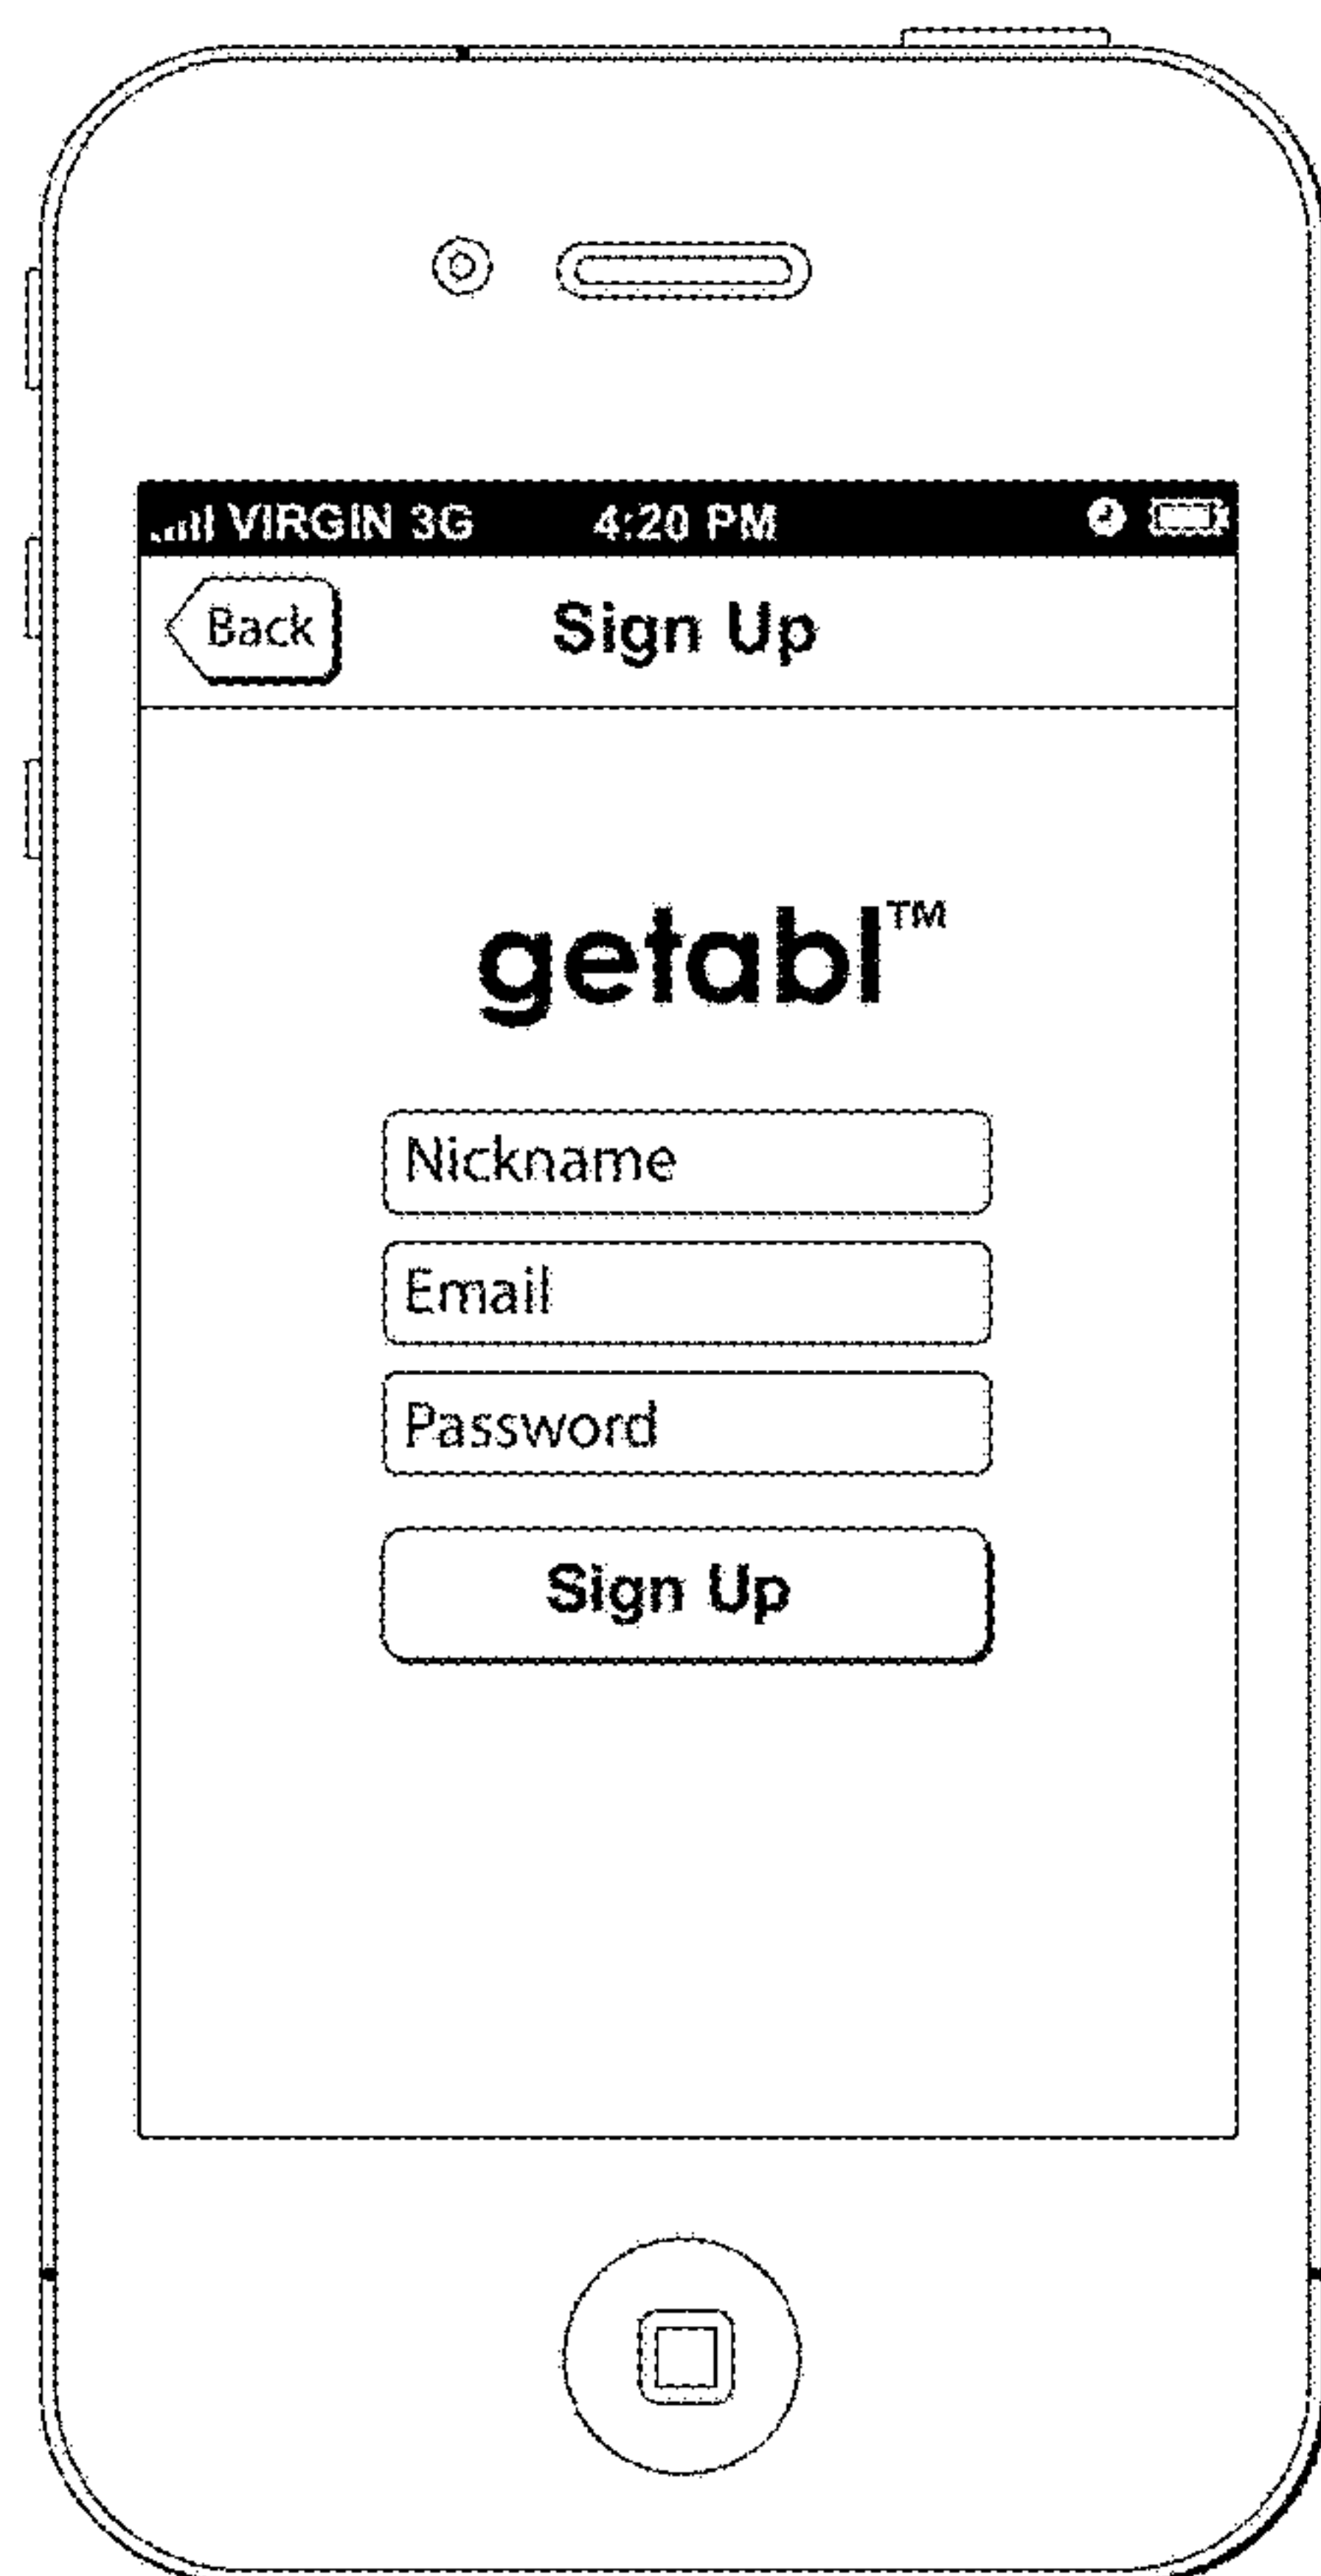 VIRGIN 3G 4:20 PM
Back Sign Up
getabl™
Nickname
Email
Password
Sign Up